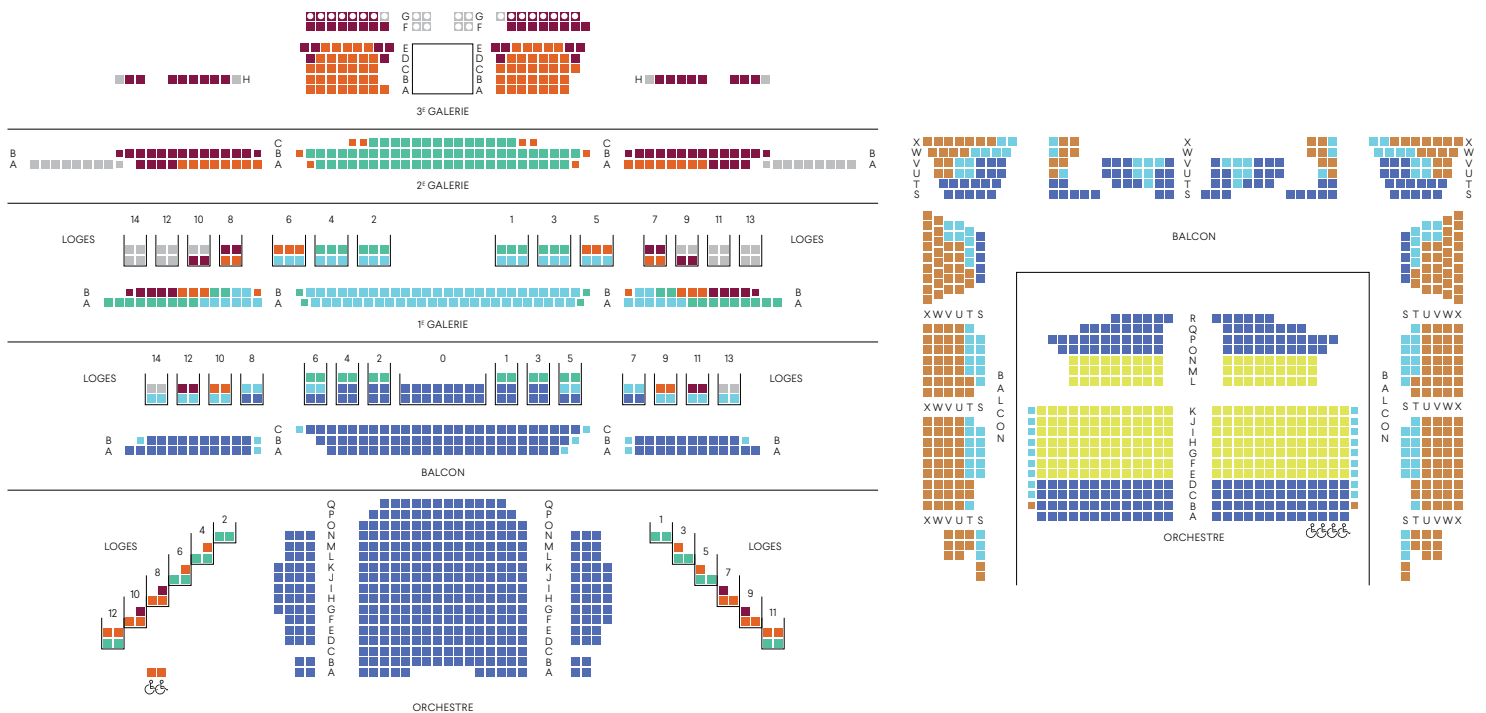 G G
F F
E E
D D
C C
B B
A A
H H
3E GALERIE
C C
B B B B
A A A A
2E GALERIE
14 12 10 8 6 4 2 1 3 5 7 9 11 13
LOGES LOGES
B B B B
A A A A
1E GALERIE
14 12 10 8 6 4 2 0 1 3 5 7 9 11 13
LOGES LOGES
C C
B B B B
A A A A
BALCON
Q Q
P P
O O
N N
M M
L L
K K
J J
I I
H H
G G
F F
E E
D D
C C
B B
A A
LOGES LOGES
2 1
4 3
6 5
8 7
10 9
12 11
ORCHESTRE
X X X
W W W
V V V
U U U
T T T
S S S
BALCON
X W V U T S S T U V W X
R
Q
P
O
N
M
L
BALCON BALCON
X W V U T S S T U V W X
K
J
I
H
G
F
E
D
C
B
A
X W V U T S S T U V W X
ORCHESTRE